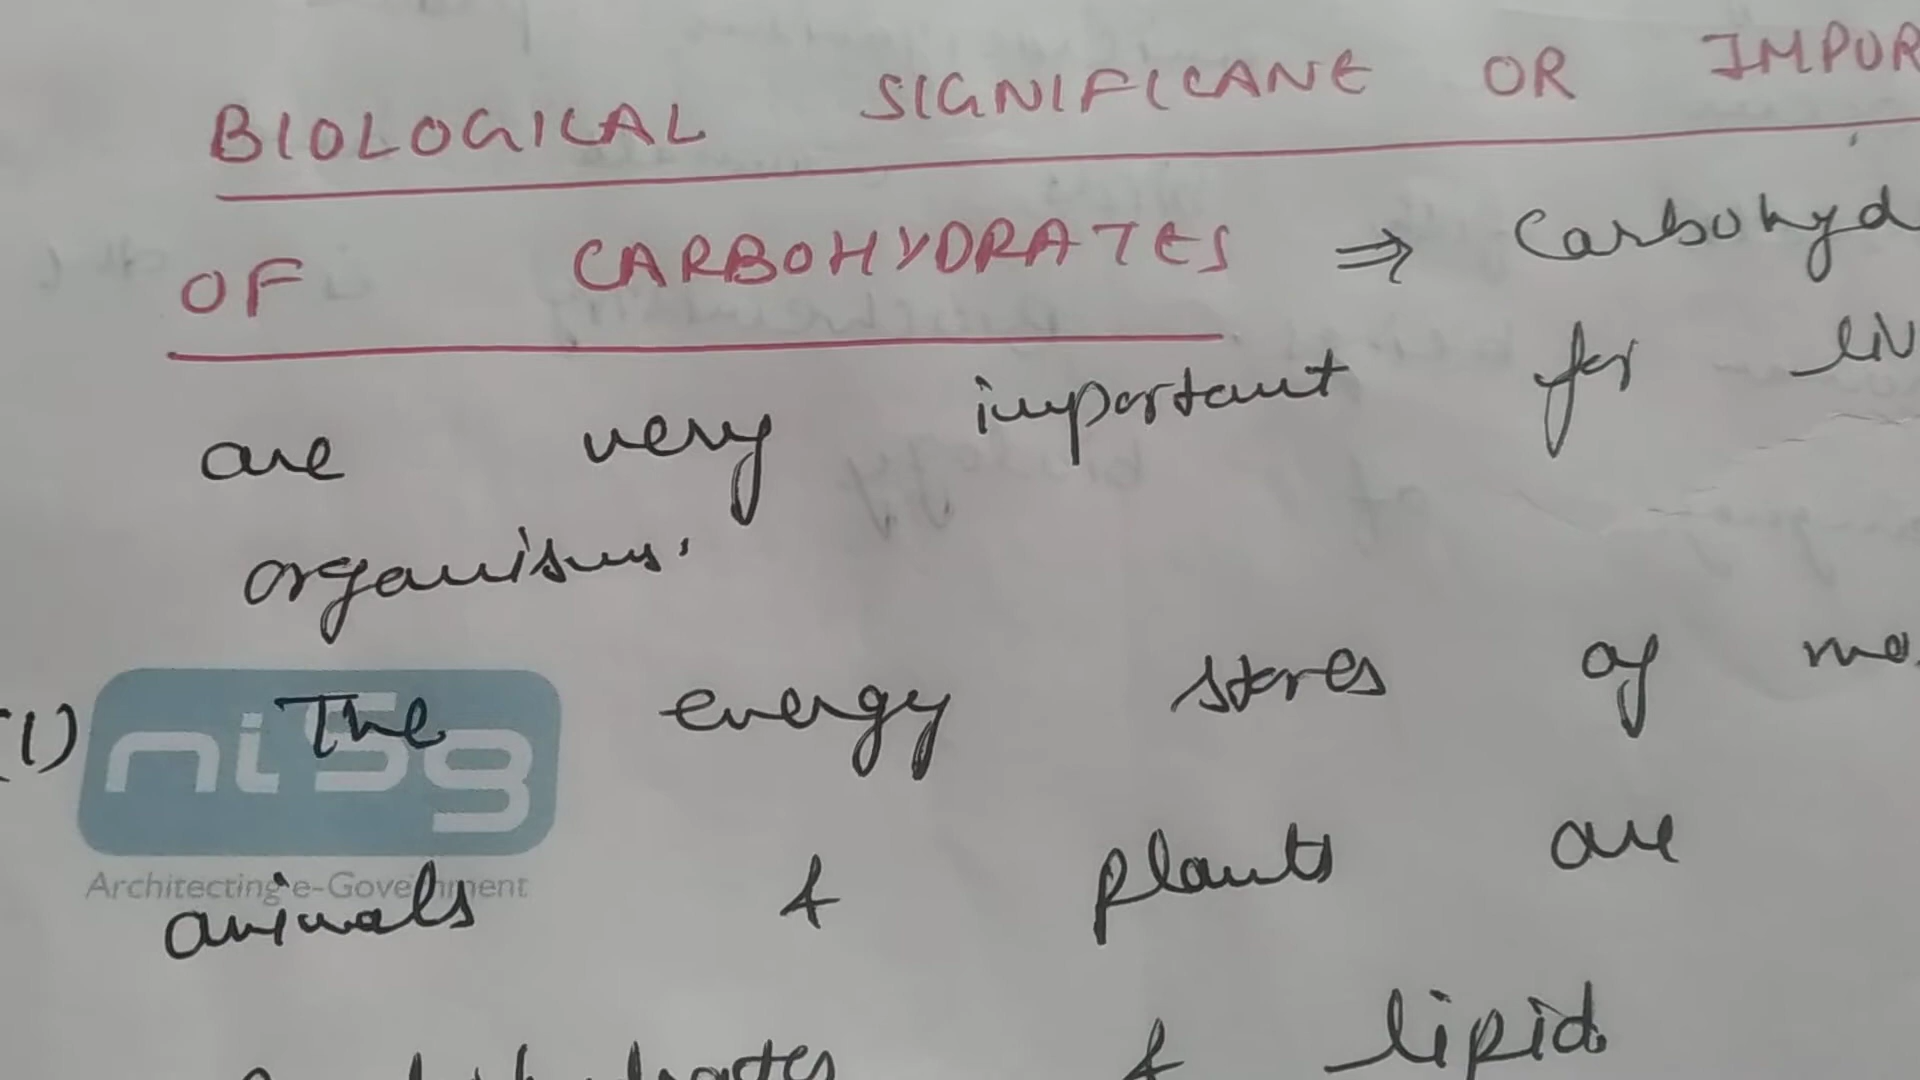 BIOLOGICAL SIGNIFICANE OR IMPOR
OF CARBOHYDRATES ⇒ Carbohyd
are very important for liv
organisms.
(1) The energy stores of mo
nisg
Architecting e-Government
animals & plants are
& lipid